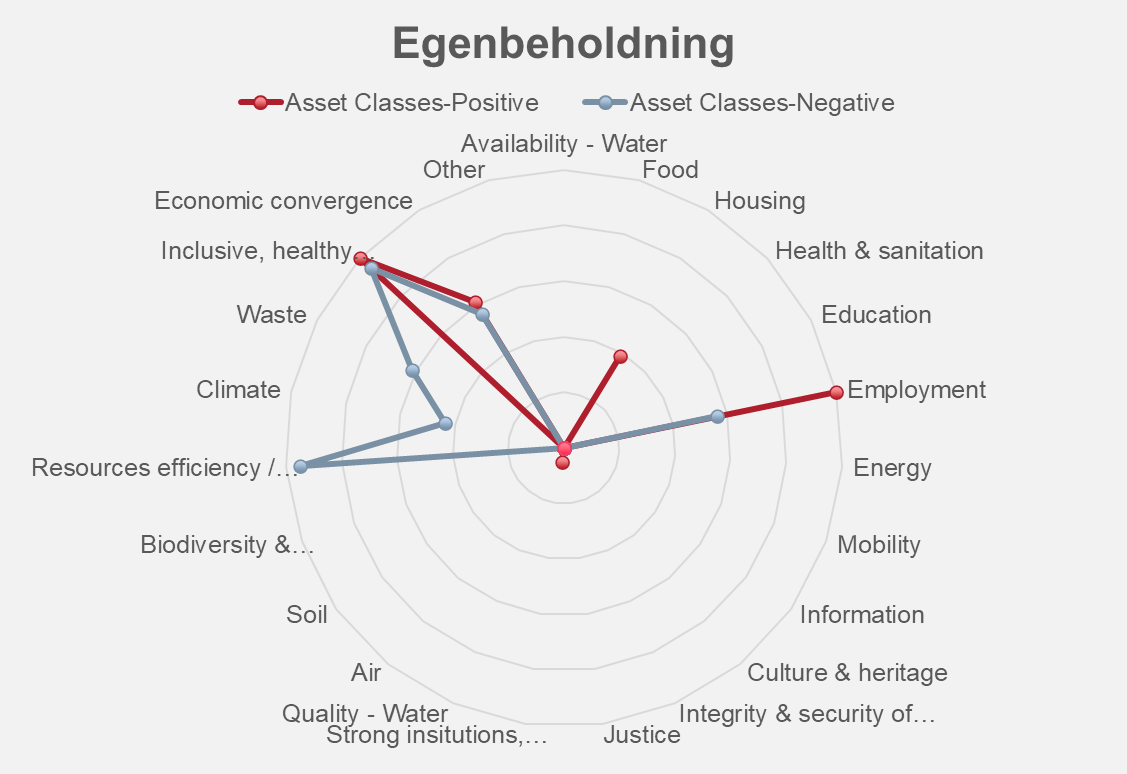 Egenbeholdning
Asset Classes-Positive Asset Classes-Negative
Availability - Water
Food
Housing
Health & sanitation
Education
Employment
Energy
Mobility
Information
Culture & heritage
Integrity & security of…
Justice
Strong insitutions,…
Quality - Water
Air
Soil
Biodiversity &…
Resources efficiency /…
Climate
Waste
Inclusive, healthy…
Economic convergence
Other